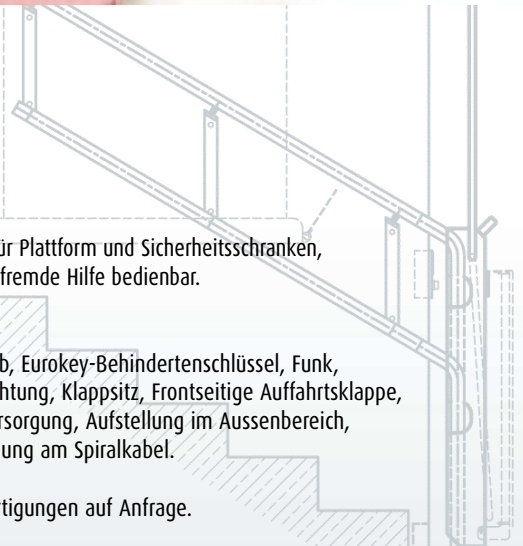 ür Plattform und Sicherheitsschranken,
fremde Hilfe bedienbar.
b, Eurokey-Behindertenschlüssel, Funk,
htung, Klappsitz, Frontseitige Auffahrtsklappe,
rsorgung, Aufstellung im Aussenbereich,
ung am Spiralkabel.
rtigungen auf Anfrage.